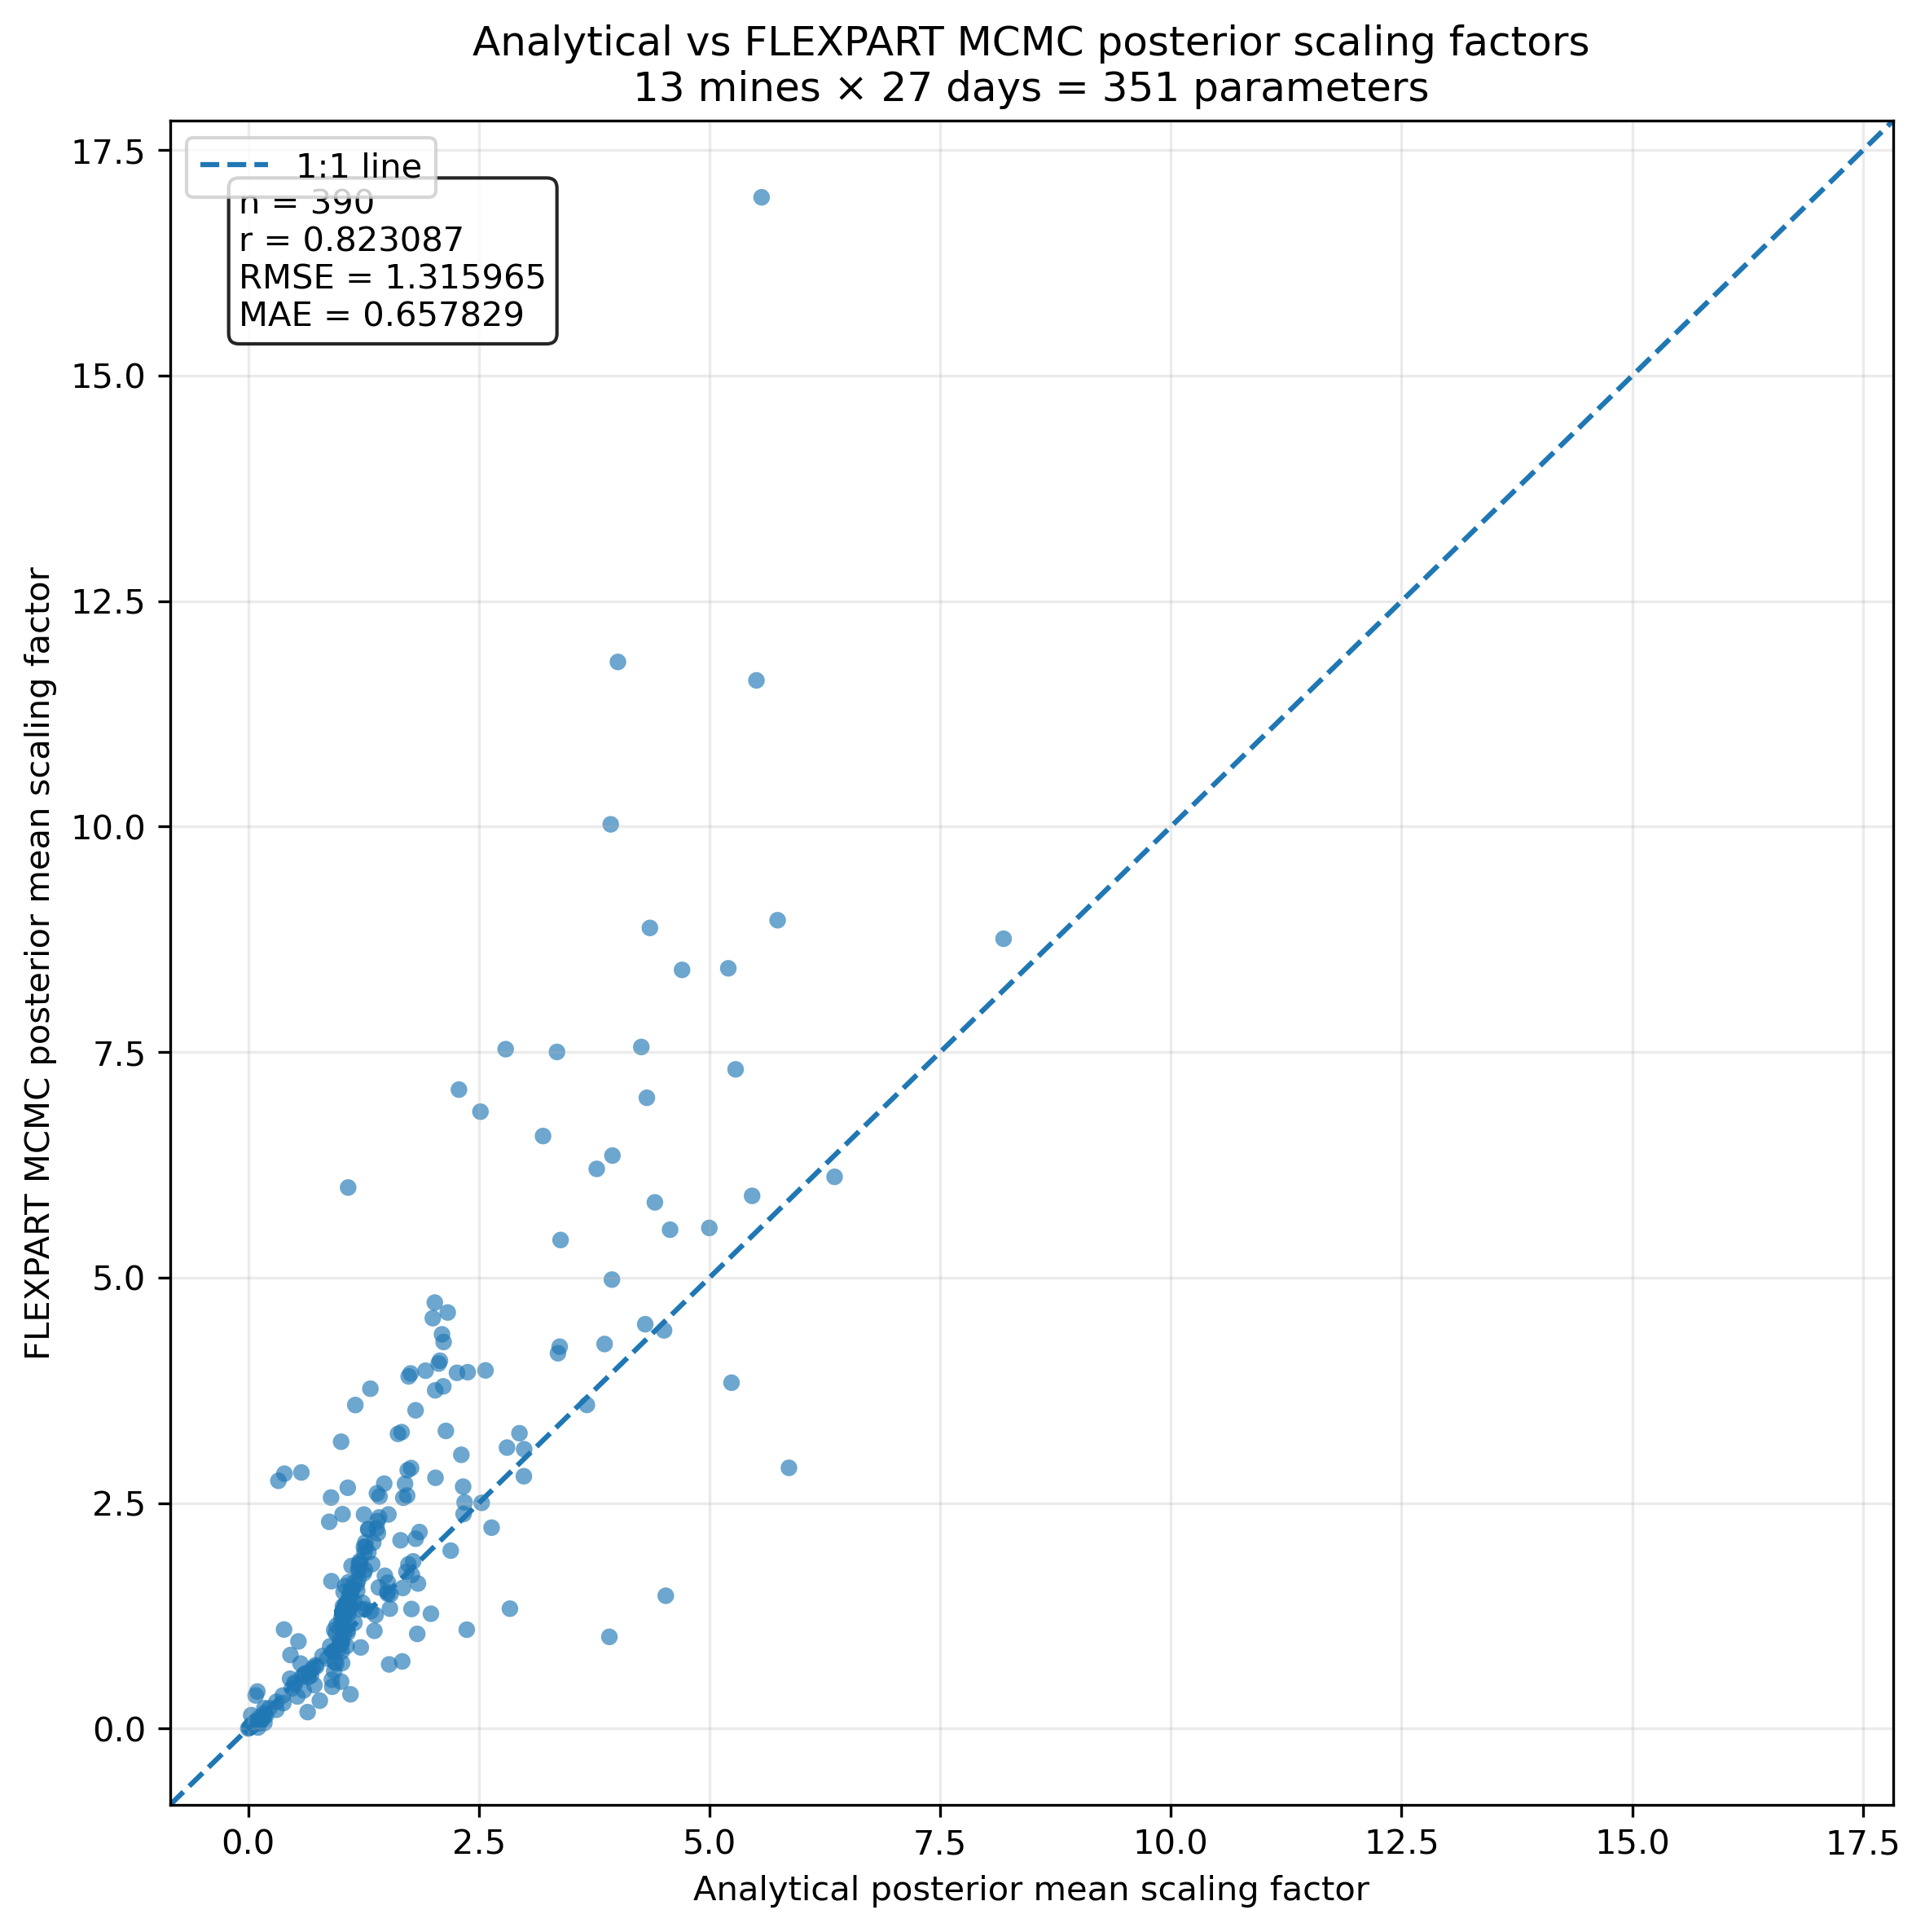 Analytical vs FLEXPART MCMC posterior scaling factors
13 mines × 27 days = 351 parameters
1:1 line
n = 390
r = 0.823087
RMSE = 1.315965
MAE = 0.657829
FLEXPART MCMC posterior mean scaling factor
17.5
15.0
12.5
10.0
7.5
5.0
2.5
0.0
0.0 2.5 5.0 7.5 10.0 12.5 15.0 17.5
Analytical posterior mean scaling factor